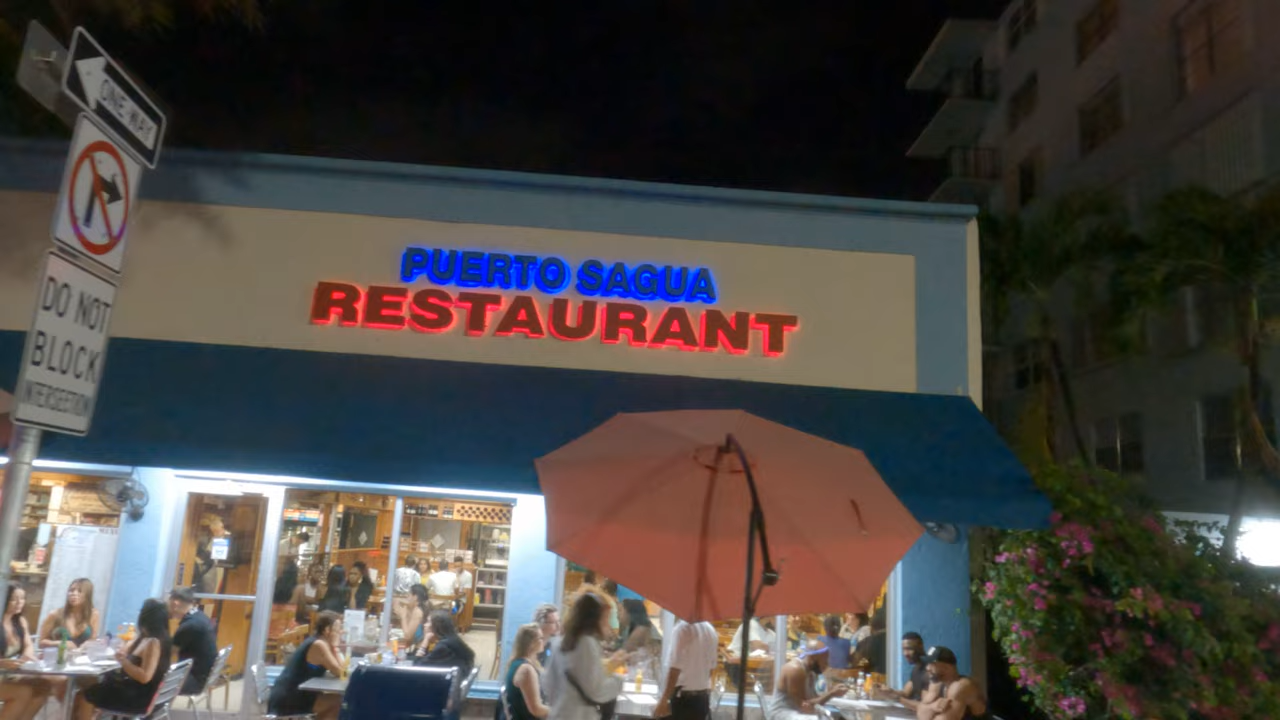 ONE WAY
DO NOT
BLOCK
INTERSECTION
PUERTO SAGUA
RESTAURANT